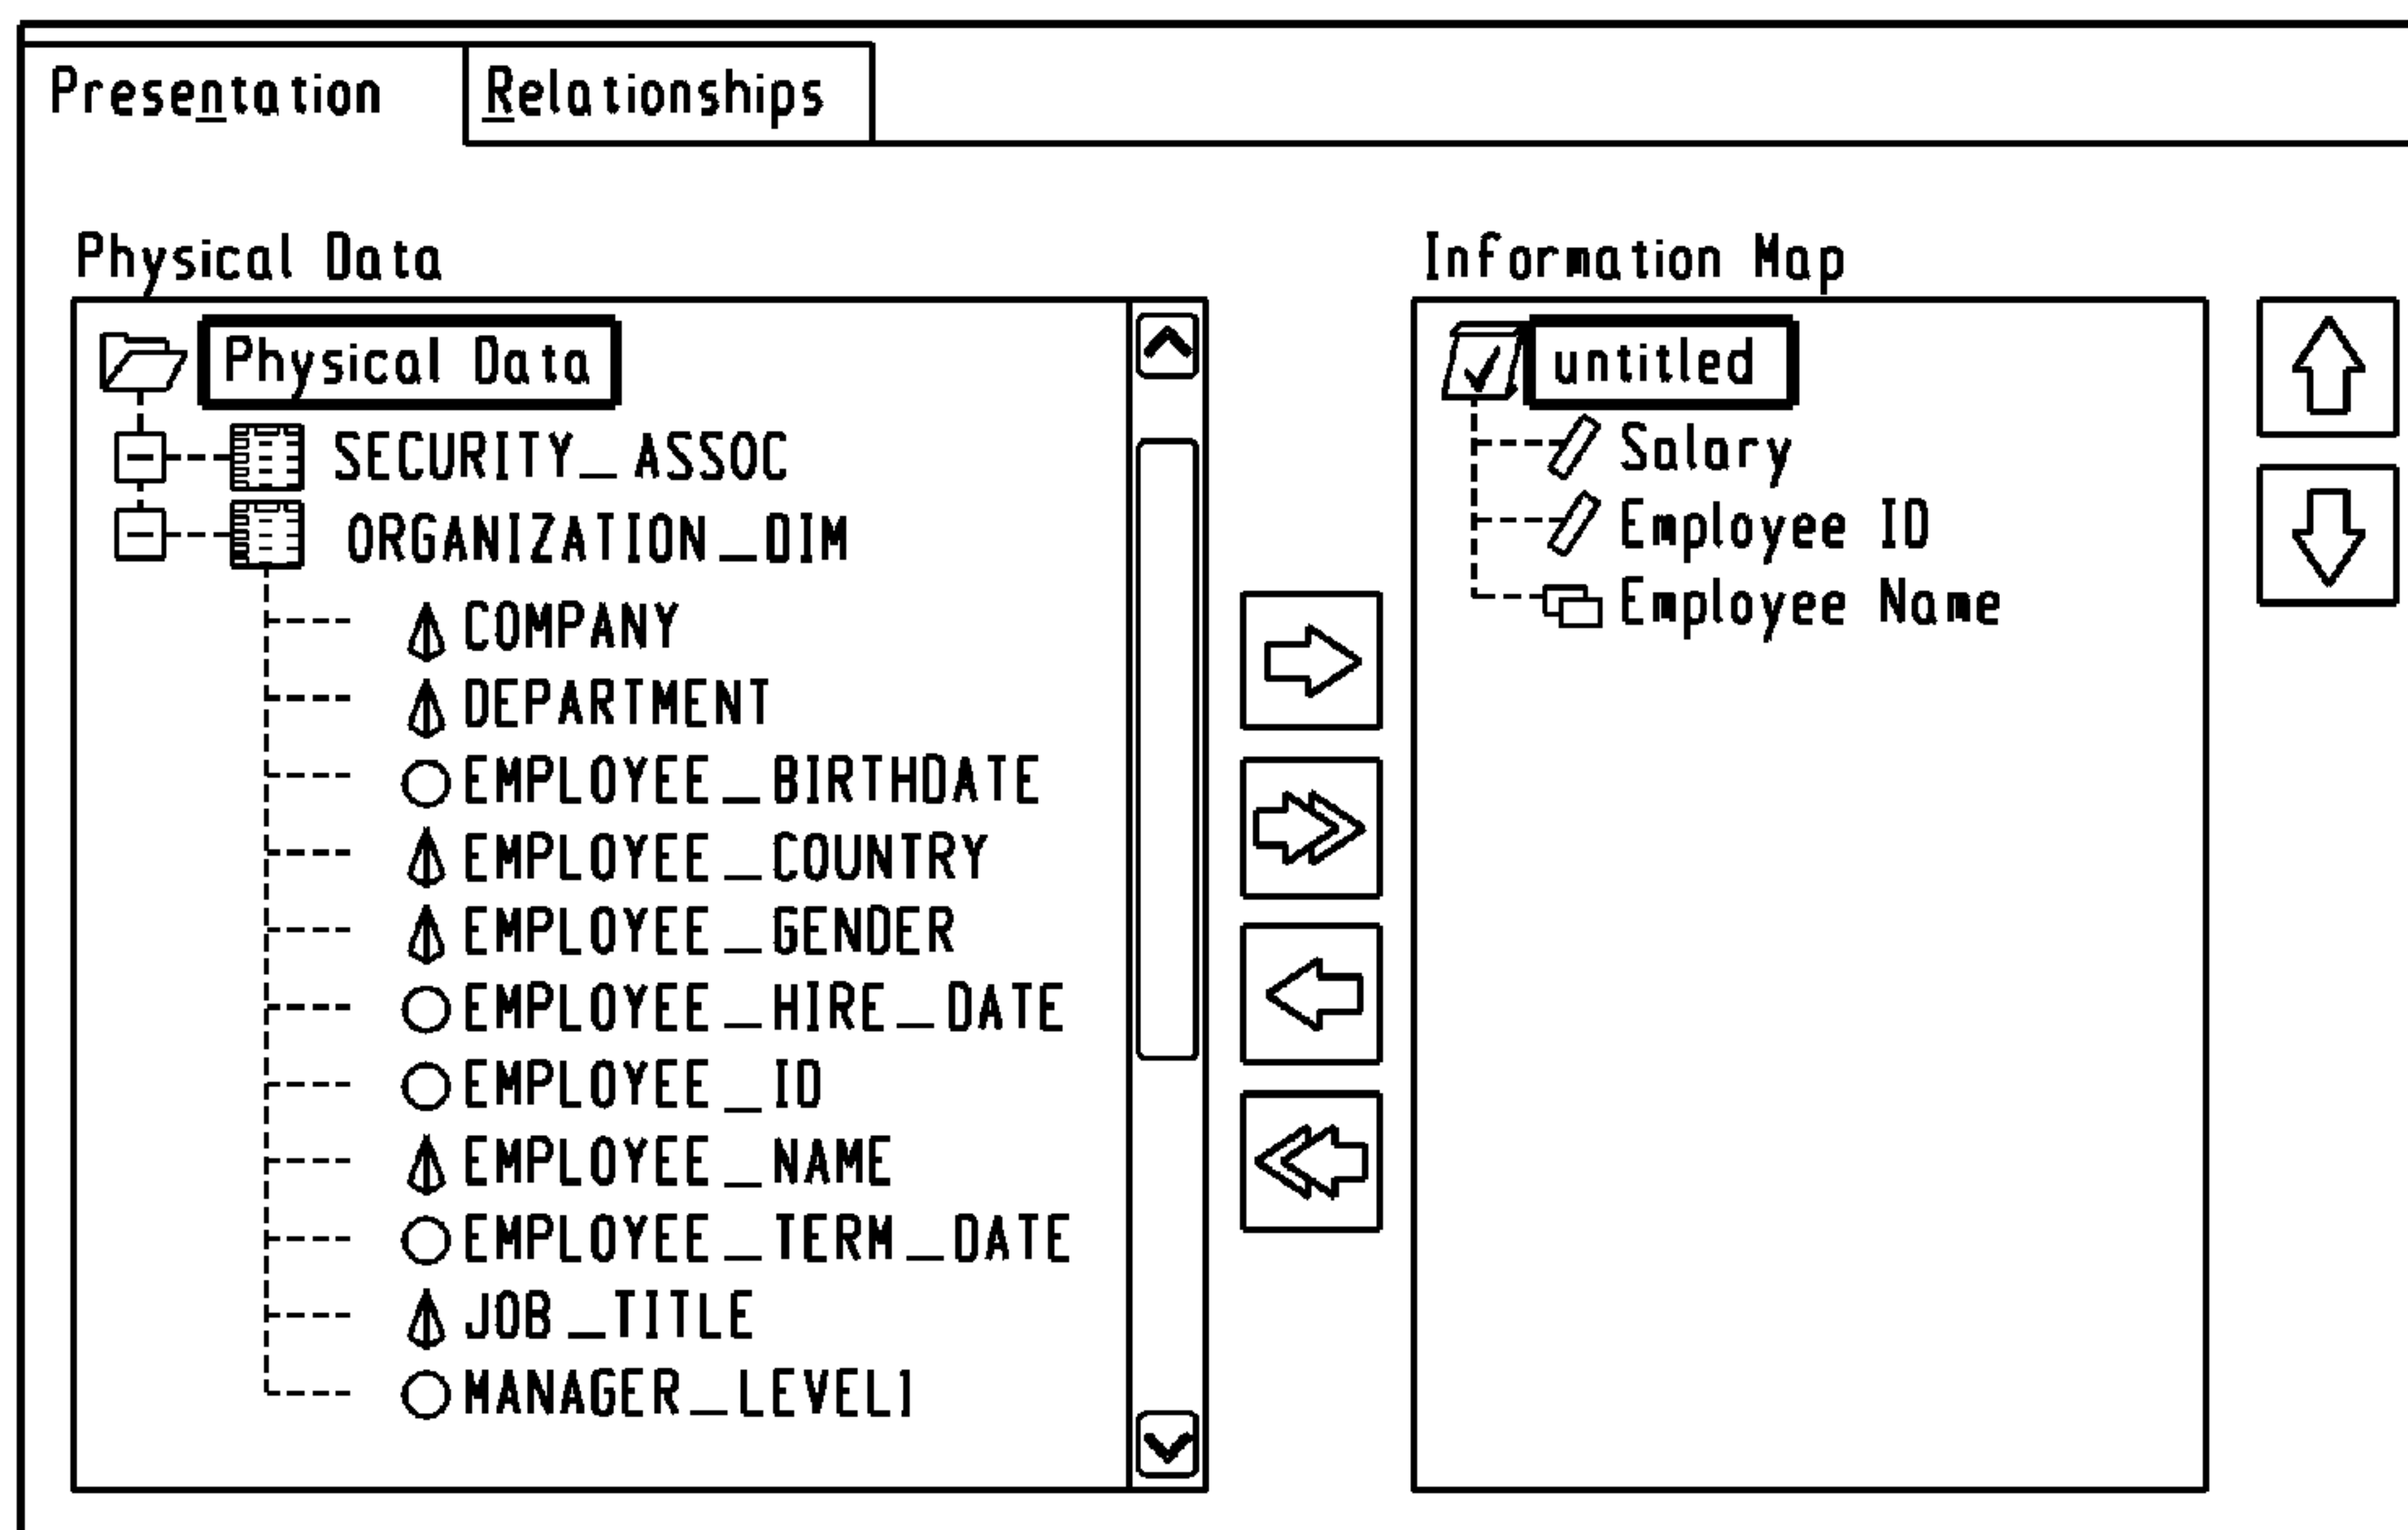 Presentation
Relationships
Physical Data
Physical Data
SECURITY_ASSOC
ORGANIZATION_DIM
COMPANY
DEPARTMENT
EMPLOYEE_BIRTHDATE
EMPLOYEE_COUNTRY
EMPLOYEE_GENDER
EMPLOYEE_HIRE_DATE
EMPLOYEE_ID
EMPLOYEE_NAME
EMPLOYEE_TERM_DATE
JOB_TITLE
MANAGER_LEVEL1
Information Map
untitled
Salary
Employee ID
Employee Name